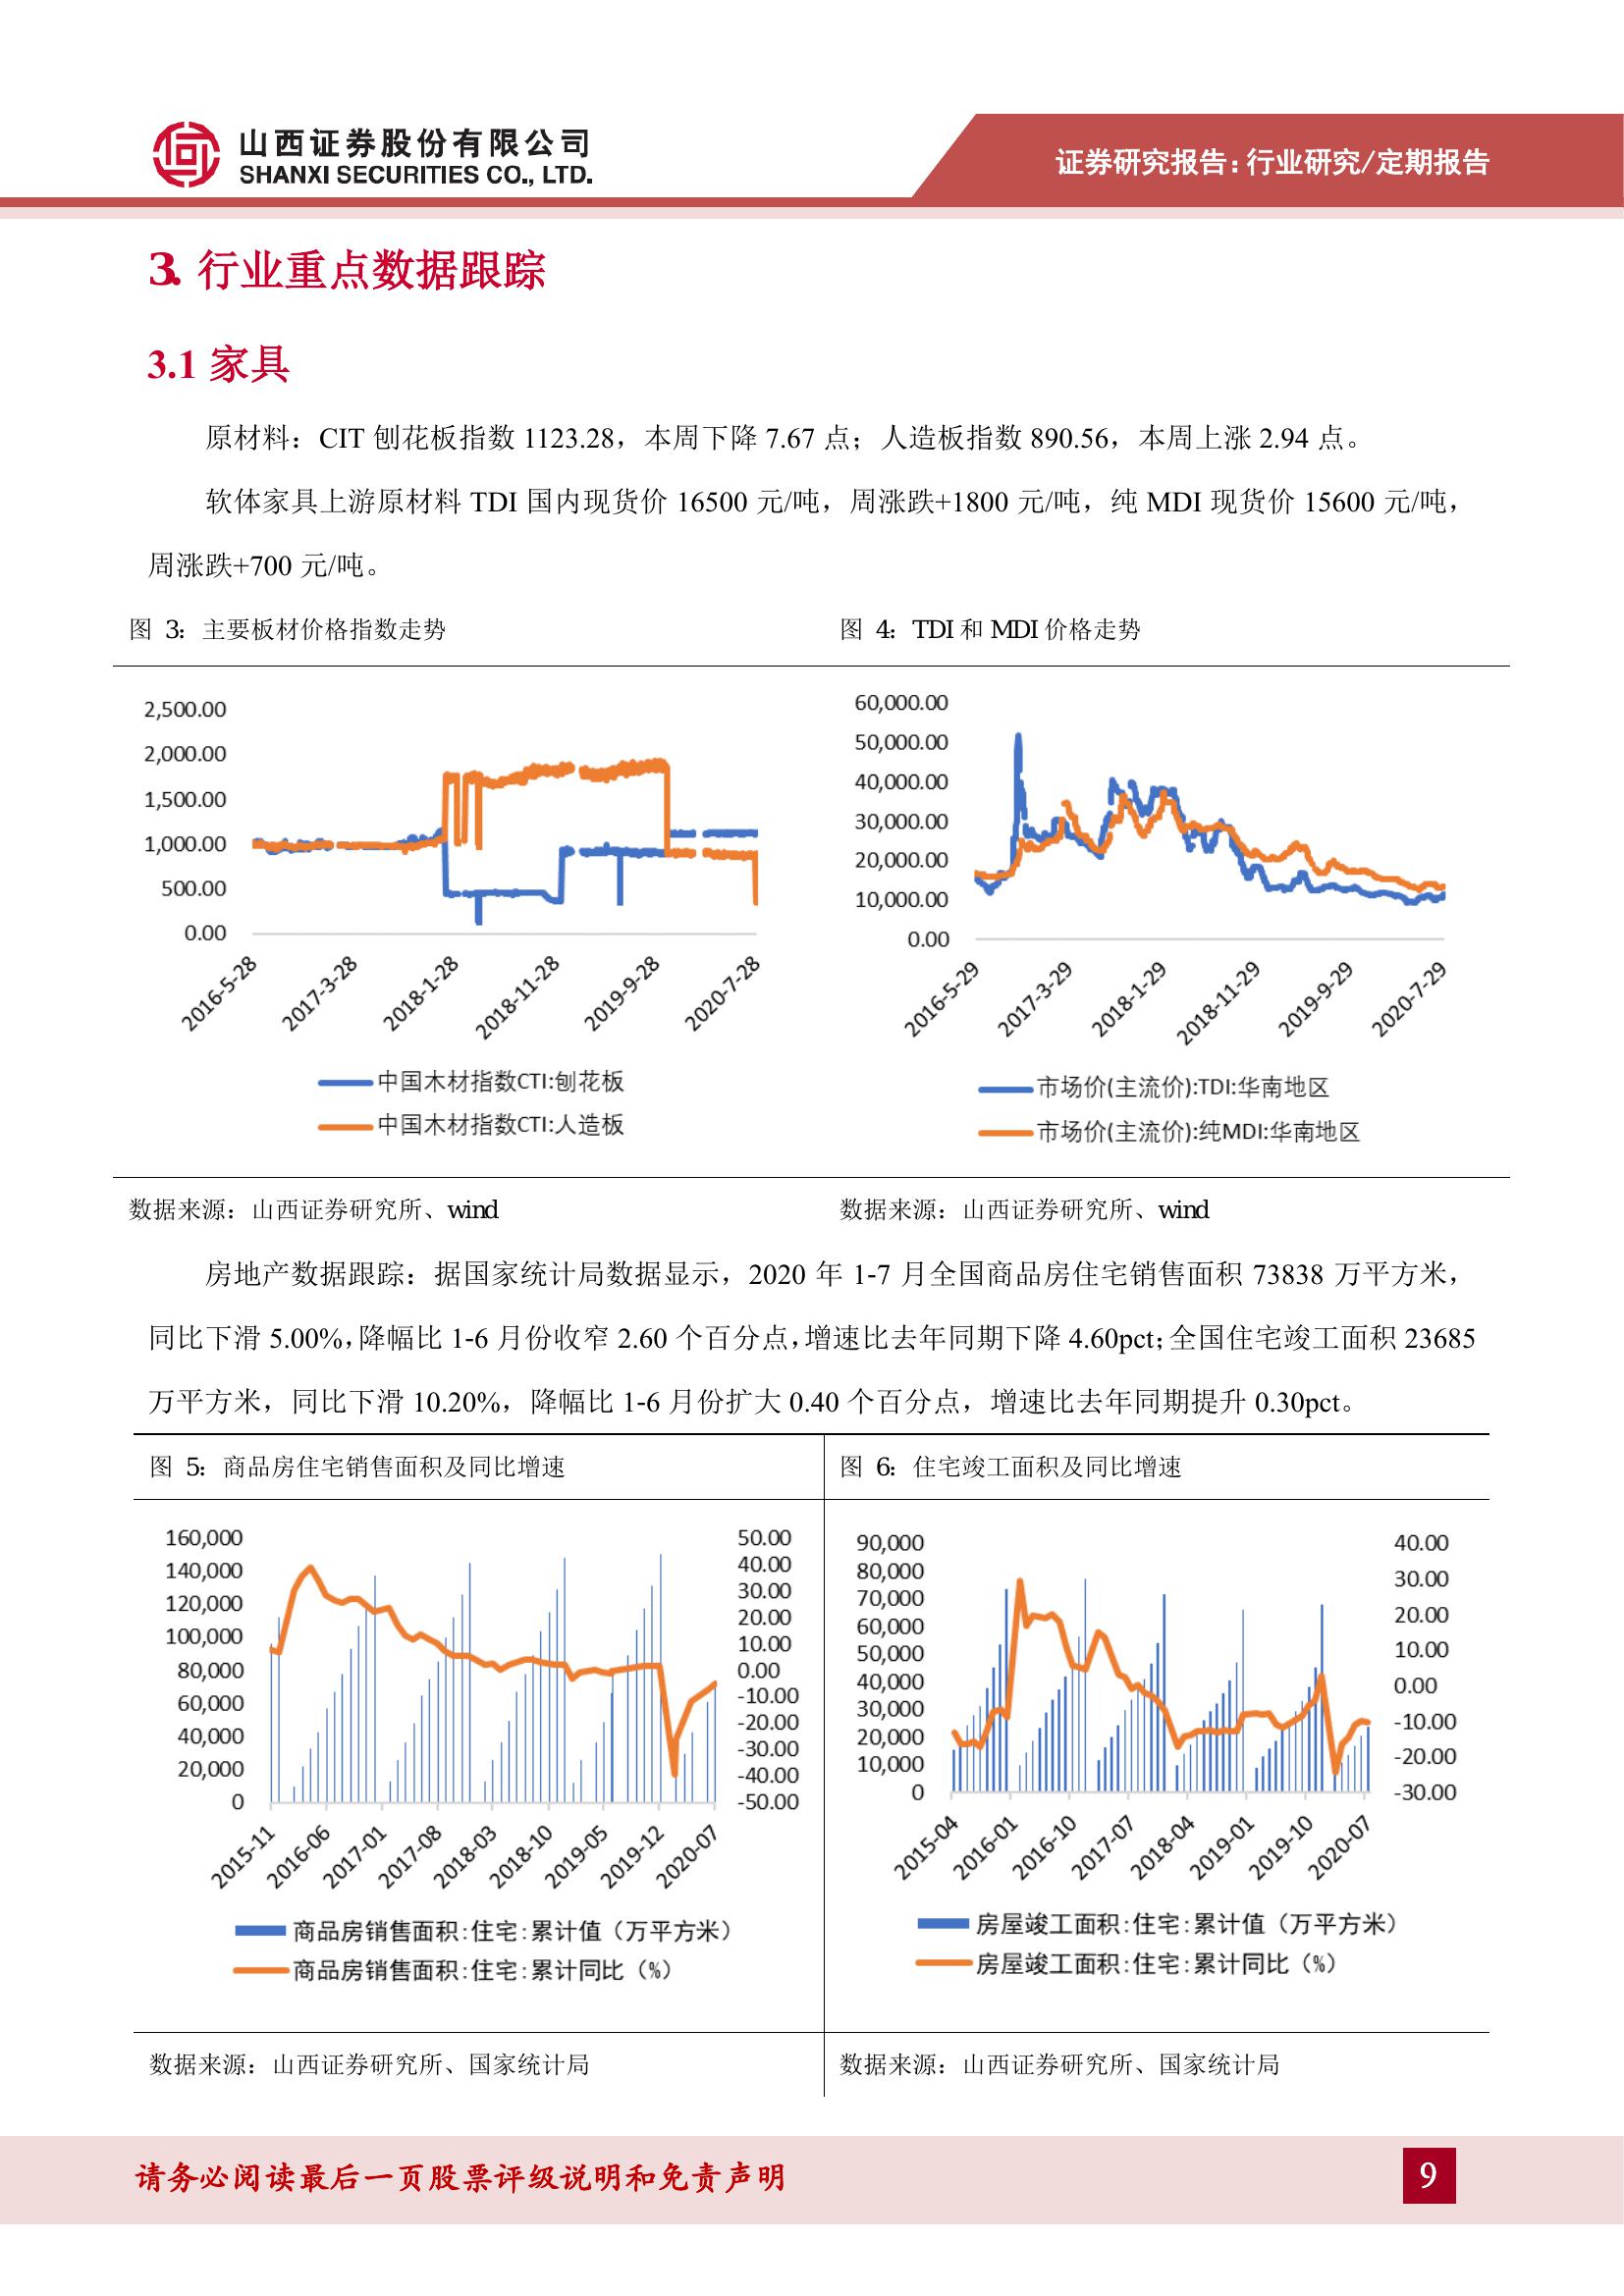 山西证券股份有限公司
SHANXI SECURITIES CO., LTD.
证券研究报告:行业研究/定期报告
3. 行业重点数据跟踪
3.1 家具
原材料：CIT 刨花板指数 1123.28，本周下降 7.67 点；人造板指数 890.56，本周上涨 2.94 点。
软体家具上游原材料 TDI 国内现货价 16500 元/吨，周涨跌+1800 元/吨，纯 MDI 现货价 15600 元/吨，
周涨跌+700 元/吨。
图 3：主要板材价格指数走势
2,500.00
2,000.00
1,500.00
1,000.00
500.00
0.00
2016-5-28
2017-3-28
2018-1-28
2018-11-28
2019-9-28
2020-7-28
中国木材指数CTI:刨花板
中国木材指数CTI:人造板
数据来源：山西证券研究所、wind
图 4：TDI 和 MDI 价格走势
60,000.00
50,000.00
40,000.00
30,000.00
20,000.00
10,000.00
0.00
2016-5-29
2017-3-29
2018-1-29
2018-11-29
2019-9-29
2020-7-29
市场价(主流价):TDI:华南地区
市场价(主流价):纯MDI:华南地区
数据来源：山西证券研究所、wind
房地产数据跟踪：据国家统计局数据显示，2020 年 1-7 月全国商品房住宅销售面积 73838 万平方米，
同比下滑 5.00%，降幅比 1-6 月份收窄 2.60 个百分点，增速比去年同期下降 4.60pct；全国住宅竣工面积 23685
万平方米，同比下滑 10.20%，降幅比 1-6 月份扩大 0.40 个百分点，增速比去年同期提升 0.30pct。
图 5：商品房住宅销售面积及同比增速
160,000
140,000
120,000
100,000
80,000
60,000
40,000
20,000
0
50.00
40.00
30.00
20.00
10.00
0.00
-10.00
-20.00
-30.00
-40.00
-50.00
2015-11
2016-06
2017-01
2017-08
2018-03
2018-10
2019-05
2019-12
2020-07
商品房销售面积:住宅:累计值（万平方米）
商品房销售面积:住宅:累计同比（%）
数据来源：山西证券研究所、国家统计局
图 6：住宅竣工面积及同比增速
90,000
80,000
70,000
60,000
50,000
40,000
30,000
20,000
10,000
0
40.00
30.00
20.00
10.00
0.00
-10.00
-20.00
-30.00
2015-04
2016-01
2016-10
2017-07
2018-04
2019-01
2019-10
2020-07
房屋竣工面积:住宅:累计值（万平方米）
房屋竣工面积:住宅:累计同比（%）
数据来源：山西证券研究所、国家统计局
请务必阅读最后一页股票评级说明和免责声明
9